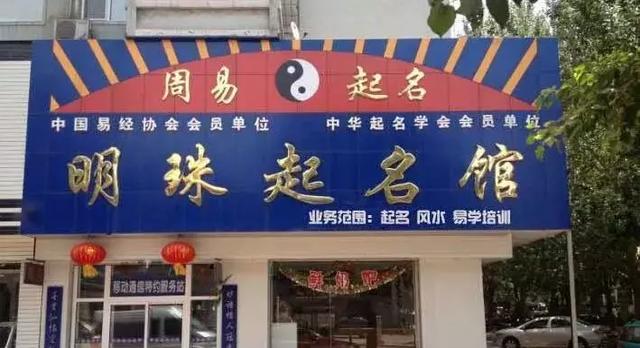 周易 起名
中国易经协会会员单位 中华起名学会会员单位
明珠起名馆
业务范围：起名 风水 易学培训
移动通信特约服务站